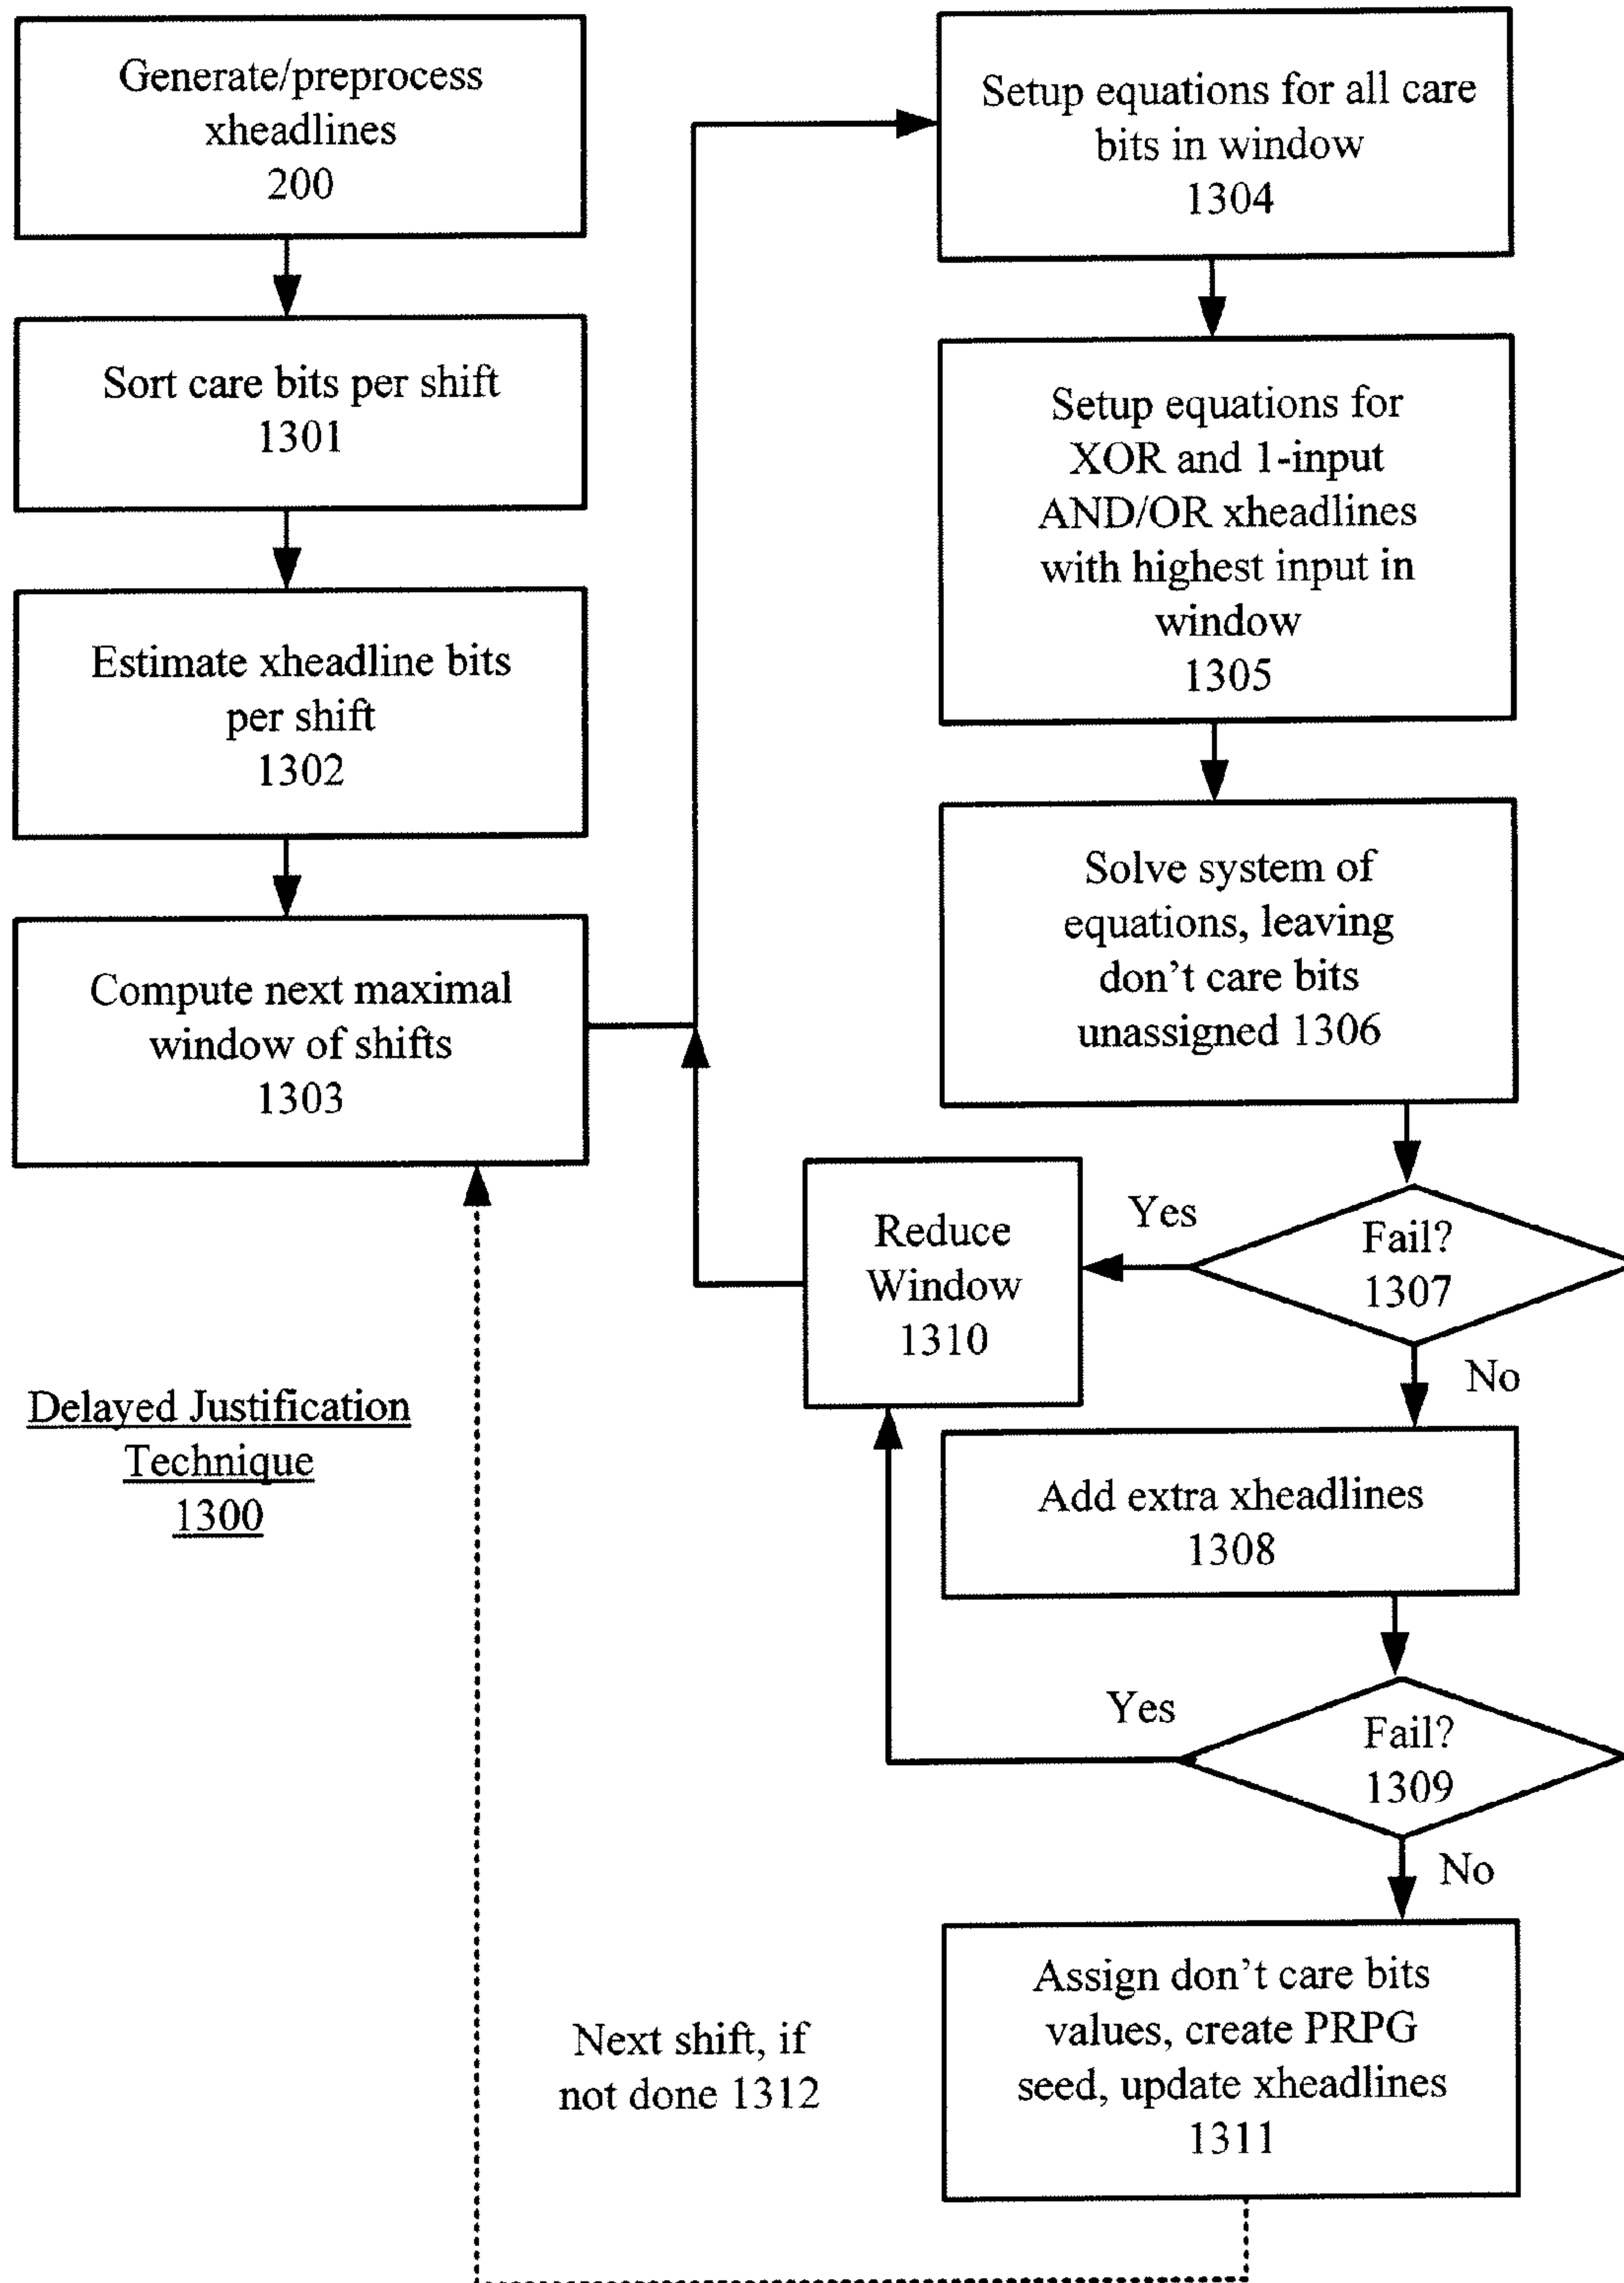 Generate/preprocess
xheadlines
200
Sort care bits per shift
1301
Estimate xheadline bits
per shift
1302
Compute next maximal
window of shifts
1303
Setup equations for all care
bits in window
1304
Setup equations for
XOR and 1-input
AND/OR xheadlines
with highest input in
window
1305
Solve system of
equations, leaving
don't care bits
unassigned 1306
Fail?
1307
Yes
No
Reduce
Window
1310
Add extra xheadlines
1308
Fail?
1309
Yes
No
Assign don't care bits
values, create PRPG
seed, update xheadlines
1311
Next shift, if
not done 1312
Delayed Justification
Technique
1300